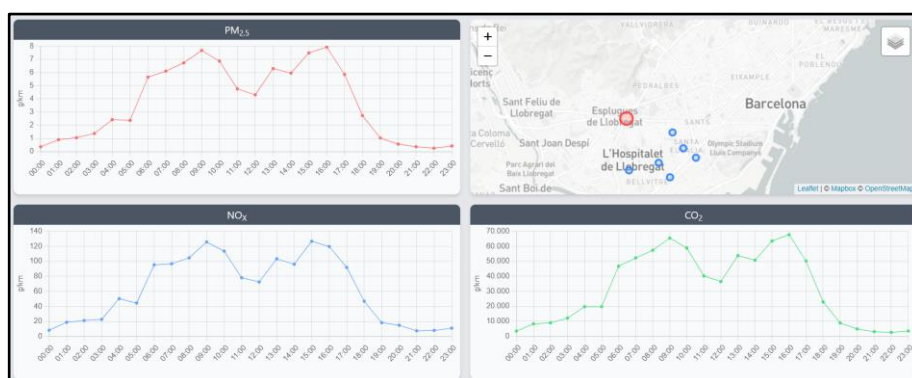 PM2.5
8
7
6
5
4
3
2
1
0
g/km
00:00 01:00 02:00 03:00 04:00 05:00 06:00 07:00 08:00 09:00 10:00 11:00 12:00 13:00 14:00 15:00 16:00 17:00 18:00 19:00 20:00 21:00 22:00 23:00
+
−
VALLVIDRERA
GUINARDÓ
MARESME
EL
POBLENOU
EIXAMPLE
PEDRALBES
Barcelona
Sant Feliu de
Llobregat
Esplugues
de Llobregat
SANTS
Sant Joan Despí
L'Hospitalet
de Llobregat
SANTA
Olympic Stadium
Lluís Companys
Parc Agrari del
Baix Llobregat
BELLVITGE
Sant Boi de
Leaflet | © Mapbox © OpenStreetMap
NOX
140
120
100
80
60
40
20
0
g/km
00:00 01:00 02:00 03:00 04:00 05:00 06:00 07:00 08:00 09:00 10:00 11:00 12:00 13:00 14:00 15:00 16:00 17:00 18:00 19:00 20:00 21:00 22:00 23:00
CO2
70.000
60.000
50.000
40.000
30.000
20.000
10.000
0
g/km
00:00 01:00 02:00 03:00 04:00 05:00 06:00 07:00 08:00 09:00 10:00 11:00 12:00 13:00 14:00 15:00 16:00 17:00 18:00 19:00 20:00 21:00 22:00 23:00